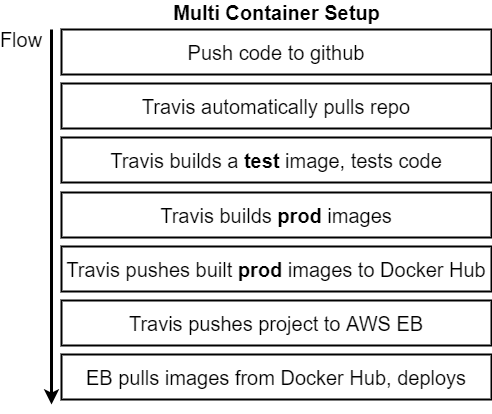 Multi Container Setup
Flow
Push code to github
Travis automatically pulls repo
Travis builds a test image, tests code
Travis builds prod images
Travis pushes built prod images to Docker Hub
Travis pushes project to AWS EB
EB pulls images from Docker Hub, deploys